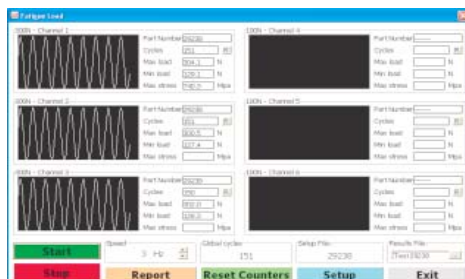 Fatigue Load
300N - Channel 1
Part Number 29230
Cycles 151
Max load N
Min load N
Max stress Mpa
100N - Channel 4
Part Number ------
Cycles
Max load N
Min load N
Max stress Mpa
300N - Channel 2
Part Number 29230
Cycles 151
Max load N
Min load N
Max stress Mpa
100N - Channel 5
Part Number ------
Cycles
Max load N
Min load N
Max stress Mpa
300N - Channel 3
Part Number 29230
Cycles
Max load N
Min load N
Max stress Mpa
100N - Channel 6
Part Number ------
Cycles
Max load N
Min load N
Max stress Mpa
Start
Speed
3 Hz
Global cycles
151
Setup File
29230
Results File
Stop
Report
Reset Counters
Setup
Exit